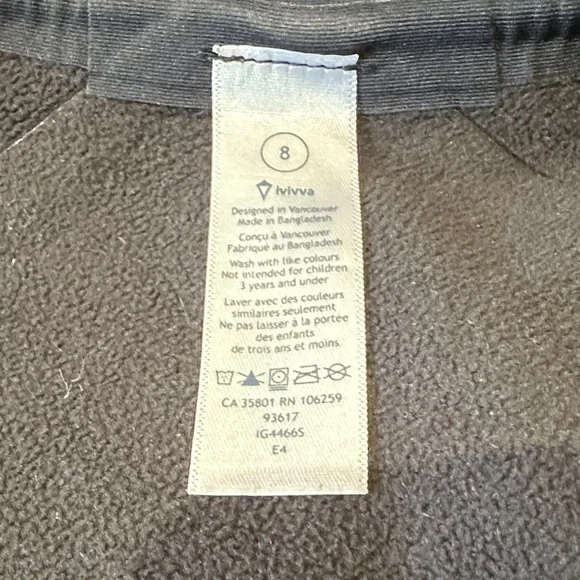 8
ivivva
Designed in Vancouver
Made in Bangladesh
Conçu à Vancouver
Fabriqué au Bangladesh
Wash with like colours
Not intended for children
3 years and under
Laver avec des couleurs
similaires seulement
Ne pas laisser à la portée
des enfants
de trois ans et moins
CA 35801 RN 106259
93617
IG4466S
E4